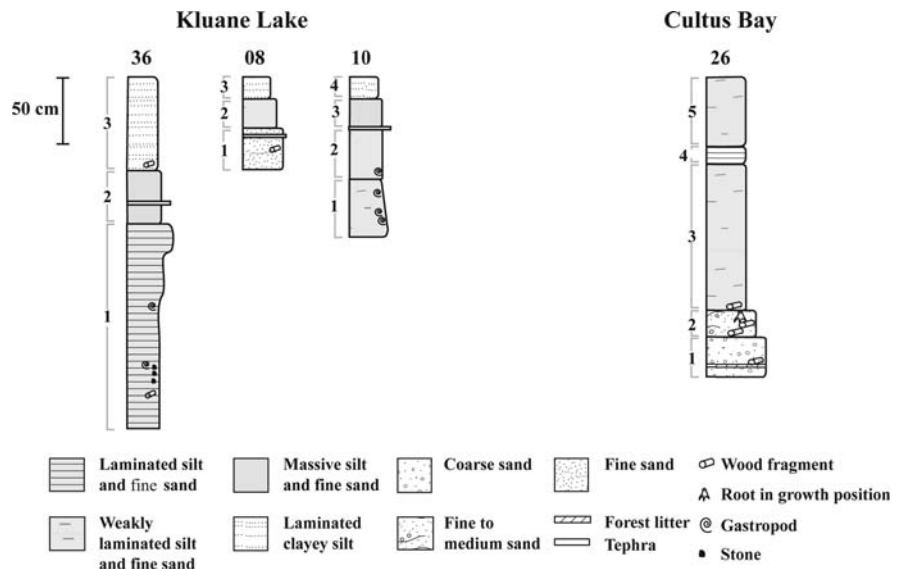 Kluane Lake
Cultus Bay
36
08
10
26
50 cm
3
2
1
3
2
1
4
3
2
1
5
4
3
2
1
Laminated silt
and fine sand
Massive silt
and fine sand
Coarse sand
Fine sand
Wood fragment
Root in growth position
Weakly
laminated silt
and fine sand
Laminated
clayey silt
Fine to
medium sand
Forest litter
Tephra
Gastropod
Stone